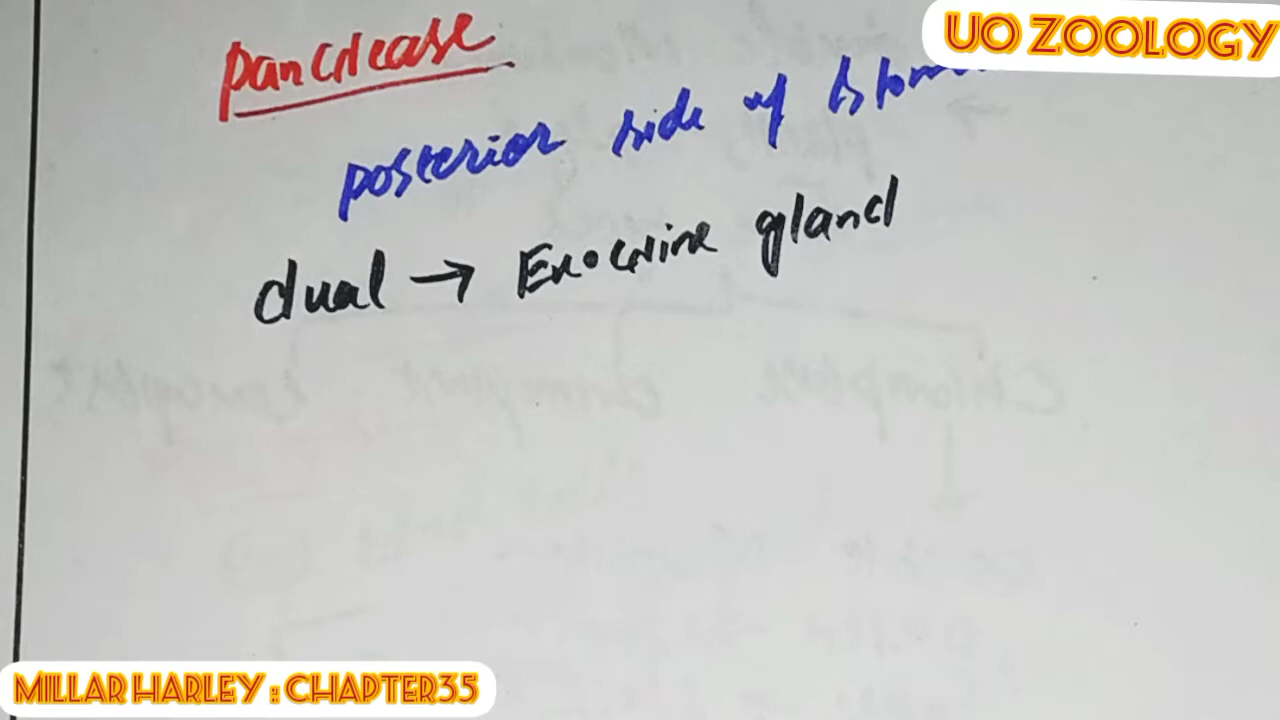 UO ZOOLOGY
pancrease
posterior side of
dual → Exocrine gland
MILLAR HARLEY : CHAPTER35